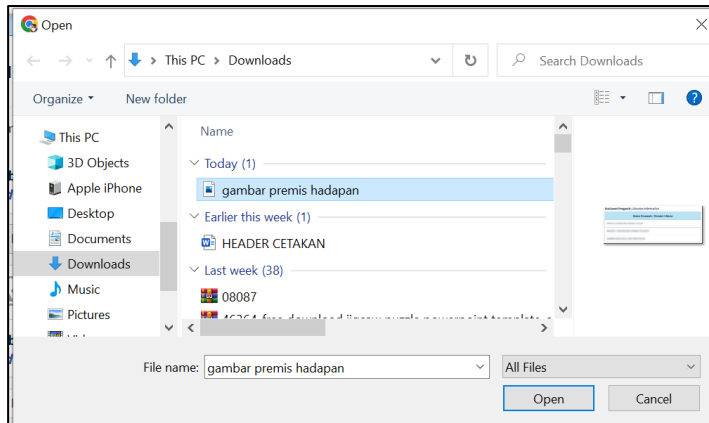 Open
This PC > Downloads
Search Downloads
Organize
New folder
This PC
3D Objects
Apple iPhone
Desktop
Documents
Downloads
Music
Pictures
Name
Today (1)
gambar premis hadapan
Earlier this week (1)
HEADER CETAKAN
Last week (38)
08087
File name:
gambar premis hadapan
All Files
Open
Cancel